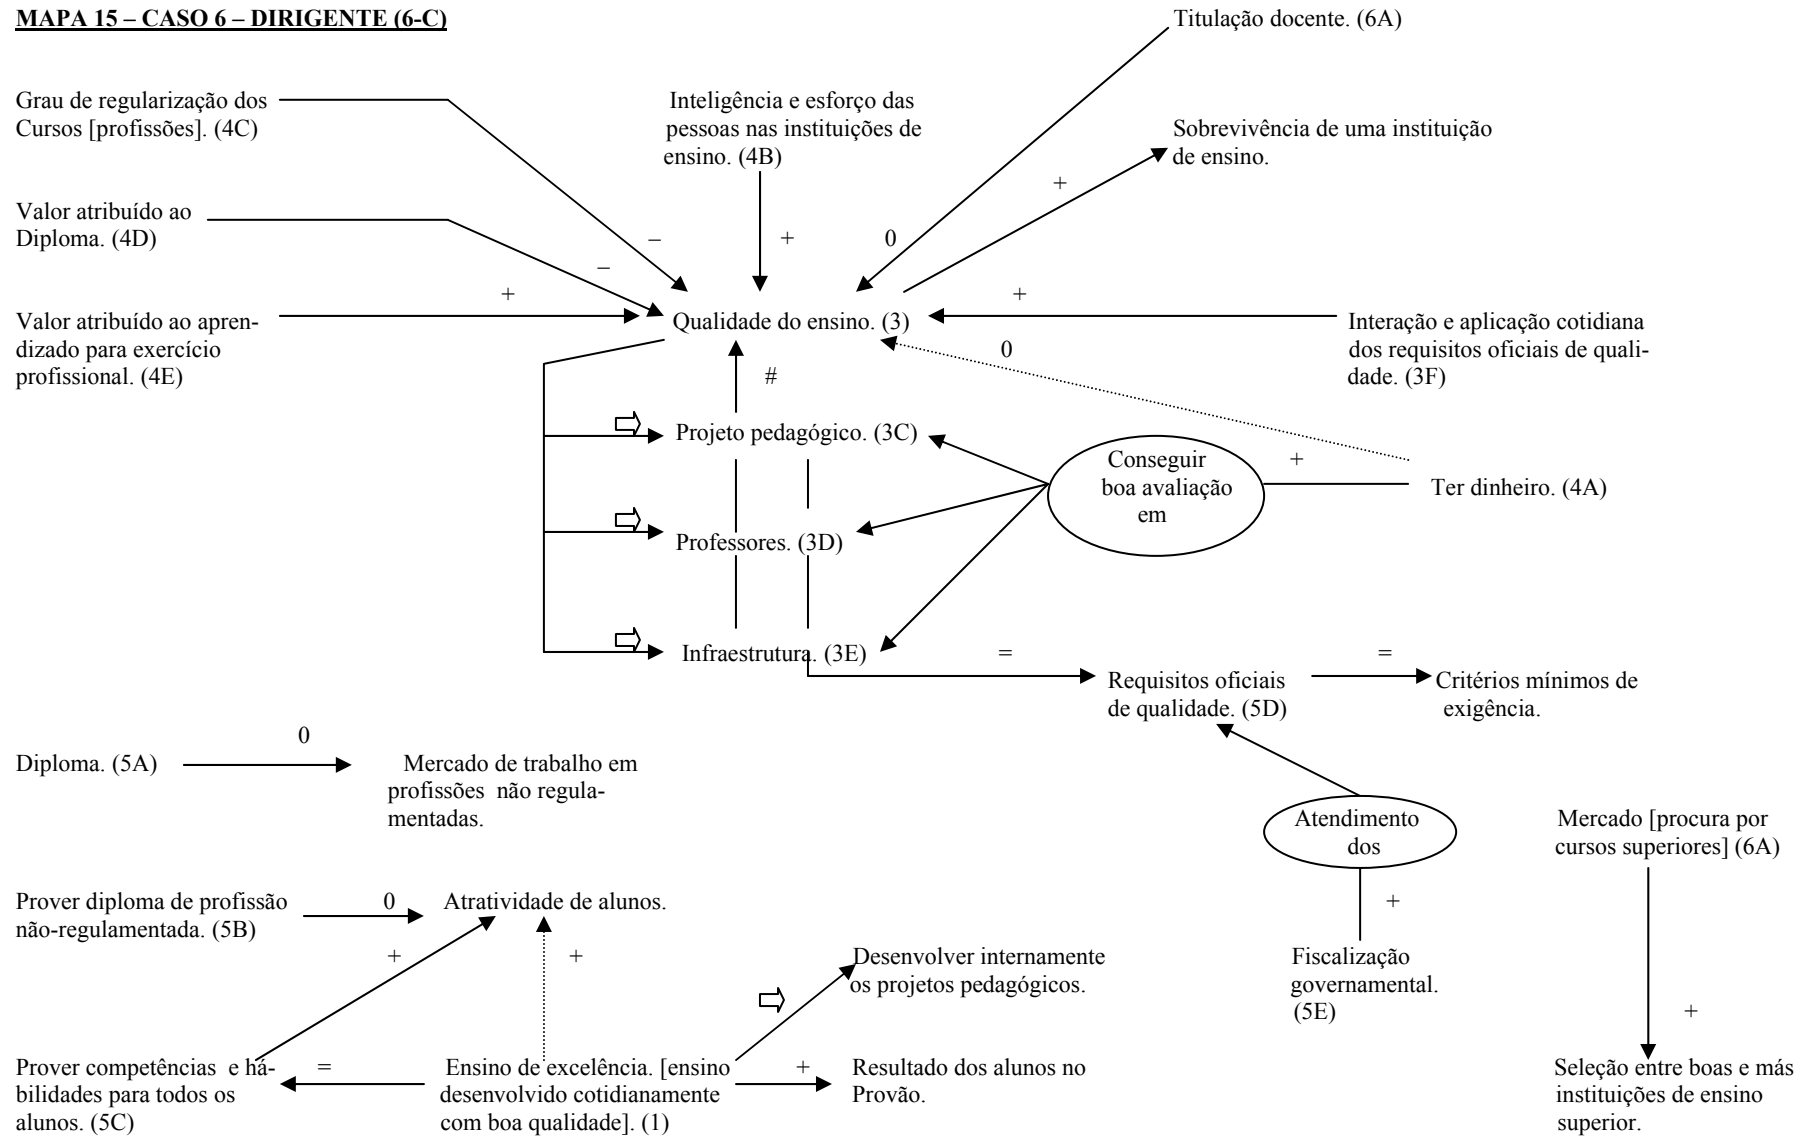 MAPA 15 – CASO 6 – DIRIGENTE (6-C)
Titulação docente. (6A)
Grau de regularização dos
Cursos [profissões]. (4C)
Inteligência e esforço das
pessoas nas instituições de
ensino. (4B)
Sobrevivência de uma instituição
de ensino.
+
Valor atribuído ao
Diploma. (4D)
–
+
0
–
+
+
Valor atribuído ao apren-
dizado para exercício
profissional. (4E)
Qualidade do ensino. (3)
Interação e aplicação cotidiana
dos requisitos oficiais de quali-
dade. (3F)
0
#
Projeto pedagógico. (3C)
Conseguir
boa avaliação
em
+
Ter dinheiro. (4A)
Professores. (3D)
Infraestrutura. (3E)
=
=
Requisitos oficiais
de qualidade. (5D)
Critérios mínimos de
exigência.
0
Diploma. (5A)
Mercado de trabalho em
profissões não regula-
mentadas.
Atendimento
dos
Mercado [procura por
cursos superiores] (6A)
Prover diploma de profissão
não-regulamentada. (5B)
0
Atratividade de alunos.
+
+
+
Desenvolver internamente
os projetos pedagógicos.
Fiscalização
governamental.
(5E)
+
Prover competências e há-
bilidades para todos os
alunos. (5C)
=
Ensino de excelência. [ensino
desenvolvido cotidianamente
com boa qualidade]. (1)
+
Resultado dos alunos no
Provão.
Seleção entre boas e más
instituições de ensino
superior.